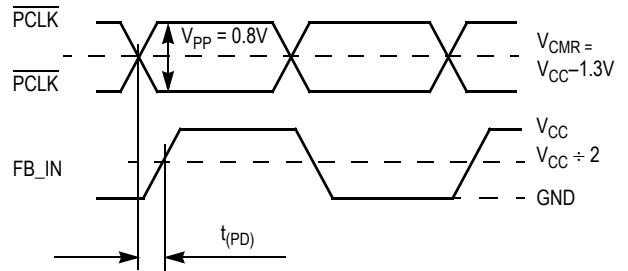 PCLK
V_PP = 0.8V
V_CMR =
V_CC–1.3V
PCLK
V_CC
FB_IN
V_CC ÷ 2
GND
t_(PD)